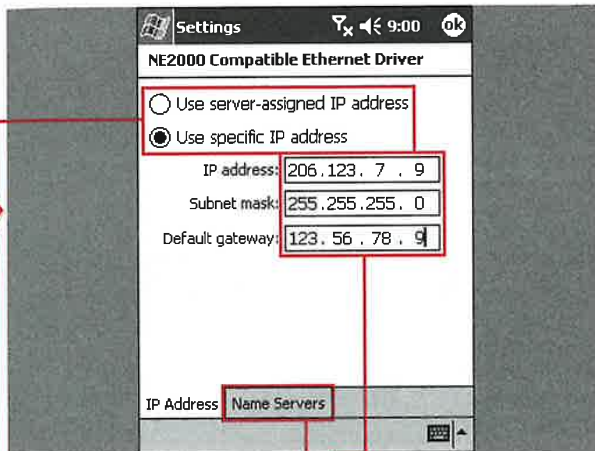 Settings 9:00 ok
NE2000 Compatible Ethernet Driver
Use server-assigned IP address
Use specific IP address
IP address: 206.123. 7 . 9
Subnet mask: 255.255.255. 0
Default gateway: 123. 56 . 78 . 9
IP Address Name Servers